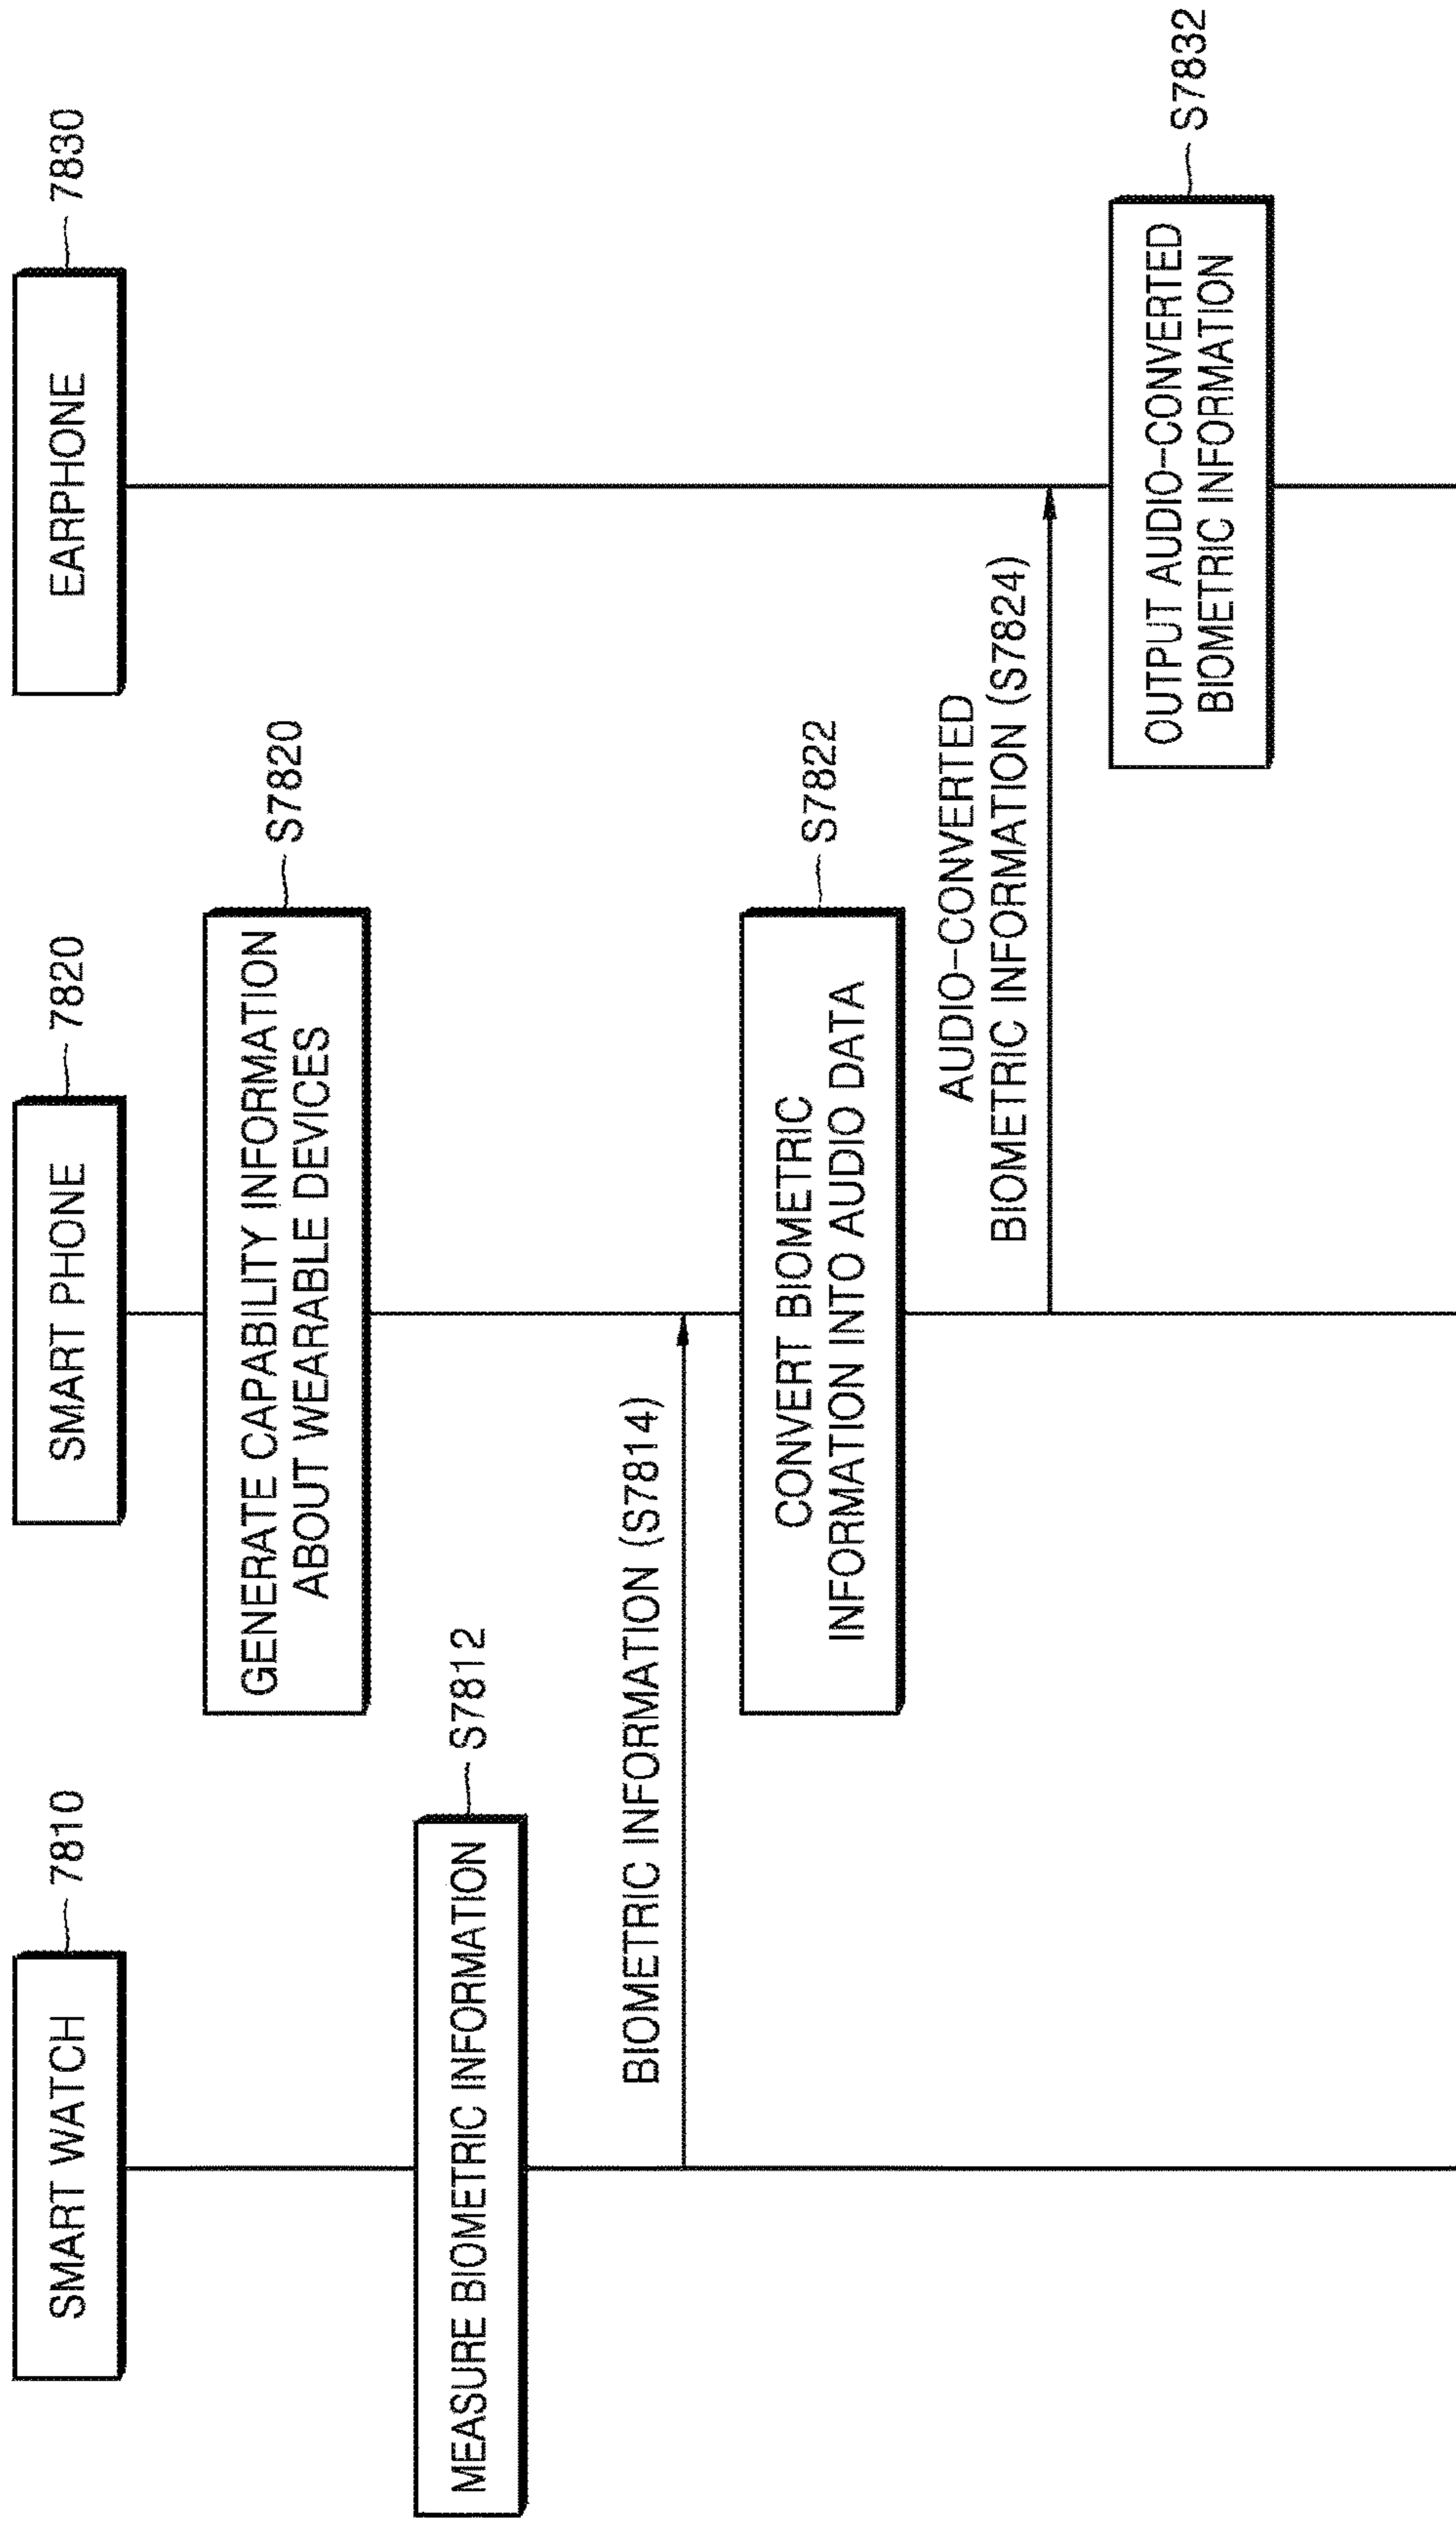 SMART WATCH
7810
SMART PHONE
7820
EARPHONE
7830
GENERATE CAPABILITY INFORMATION
ABOUT WEARABLE DEVICES
S7820
MEASURE BIOMETRIC INFORMATION
S7812
BIOMETRIC INFORMATION (S7814)
CONVERT BIOMETRIC
INFORMATION INTO AUDIO DATA
S7822
AUDIO-CONVERTED
BIOMETRIC INFORMATION (S7824)
OUTPUT AUDIO-CONVERTED
BIOMETRIC INFORMATION
S7832